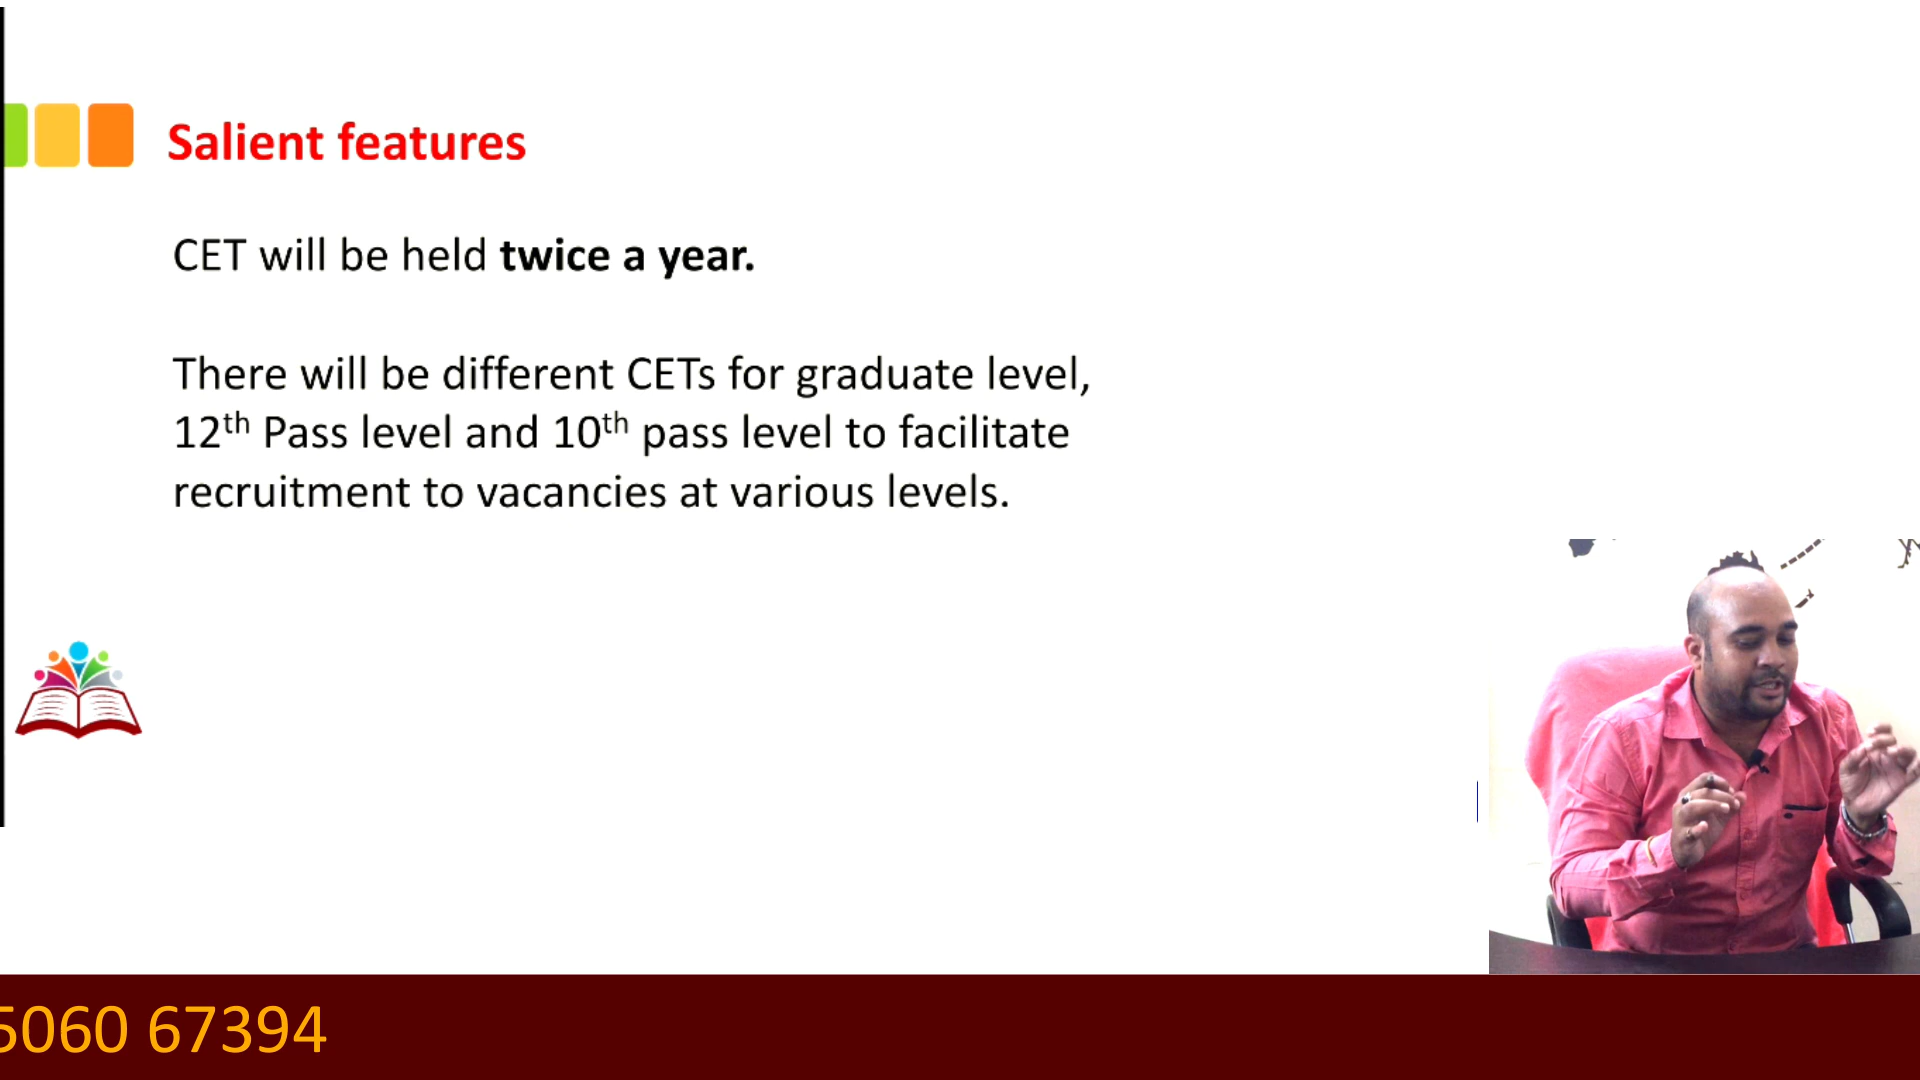 Salient features
CET will be held twice a year.
There will be different CETs for graduate level,
12th Pass level and 10th pass level to facilitate
recruitment to vacancies at various levels.
5060 67394